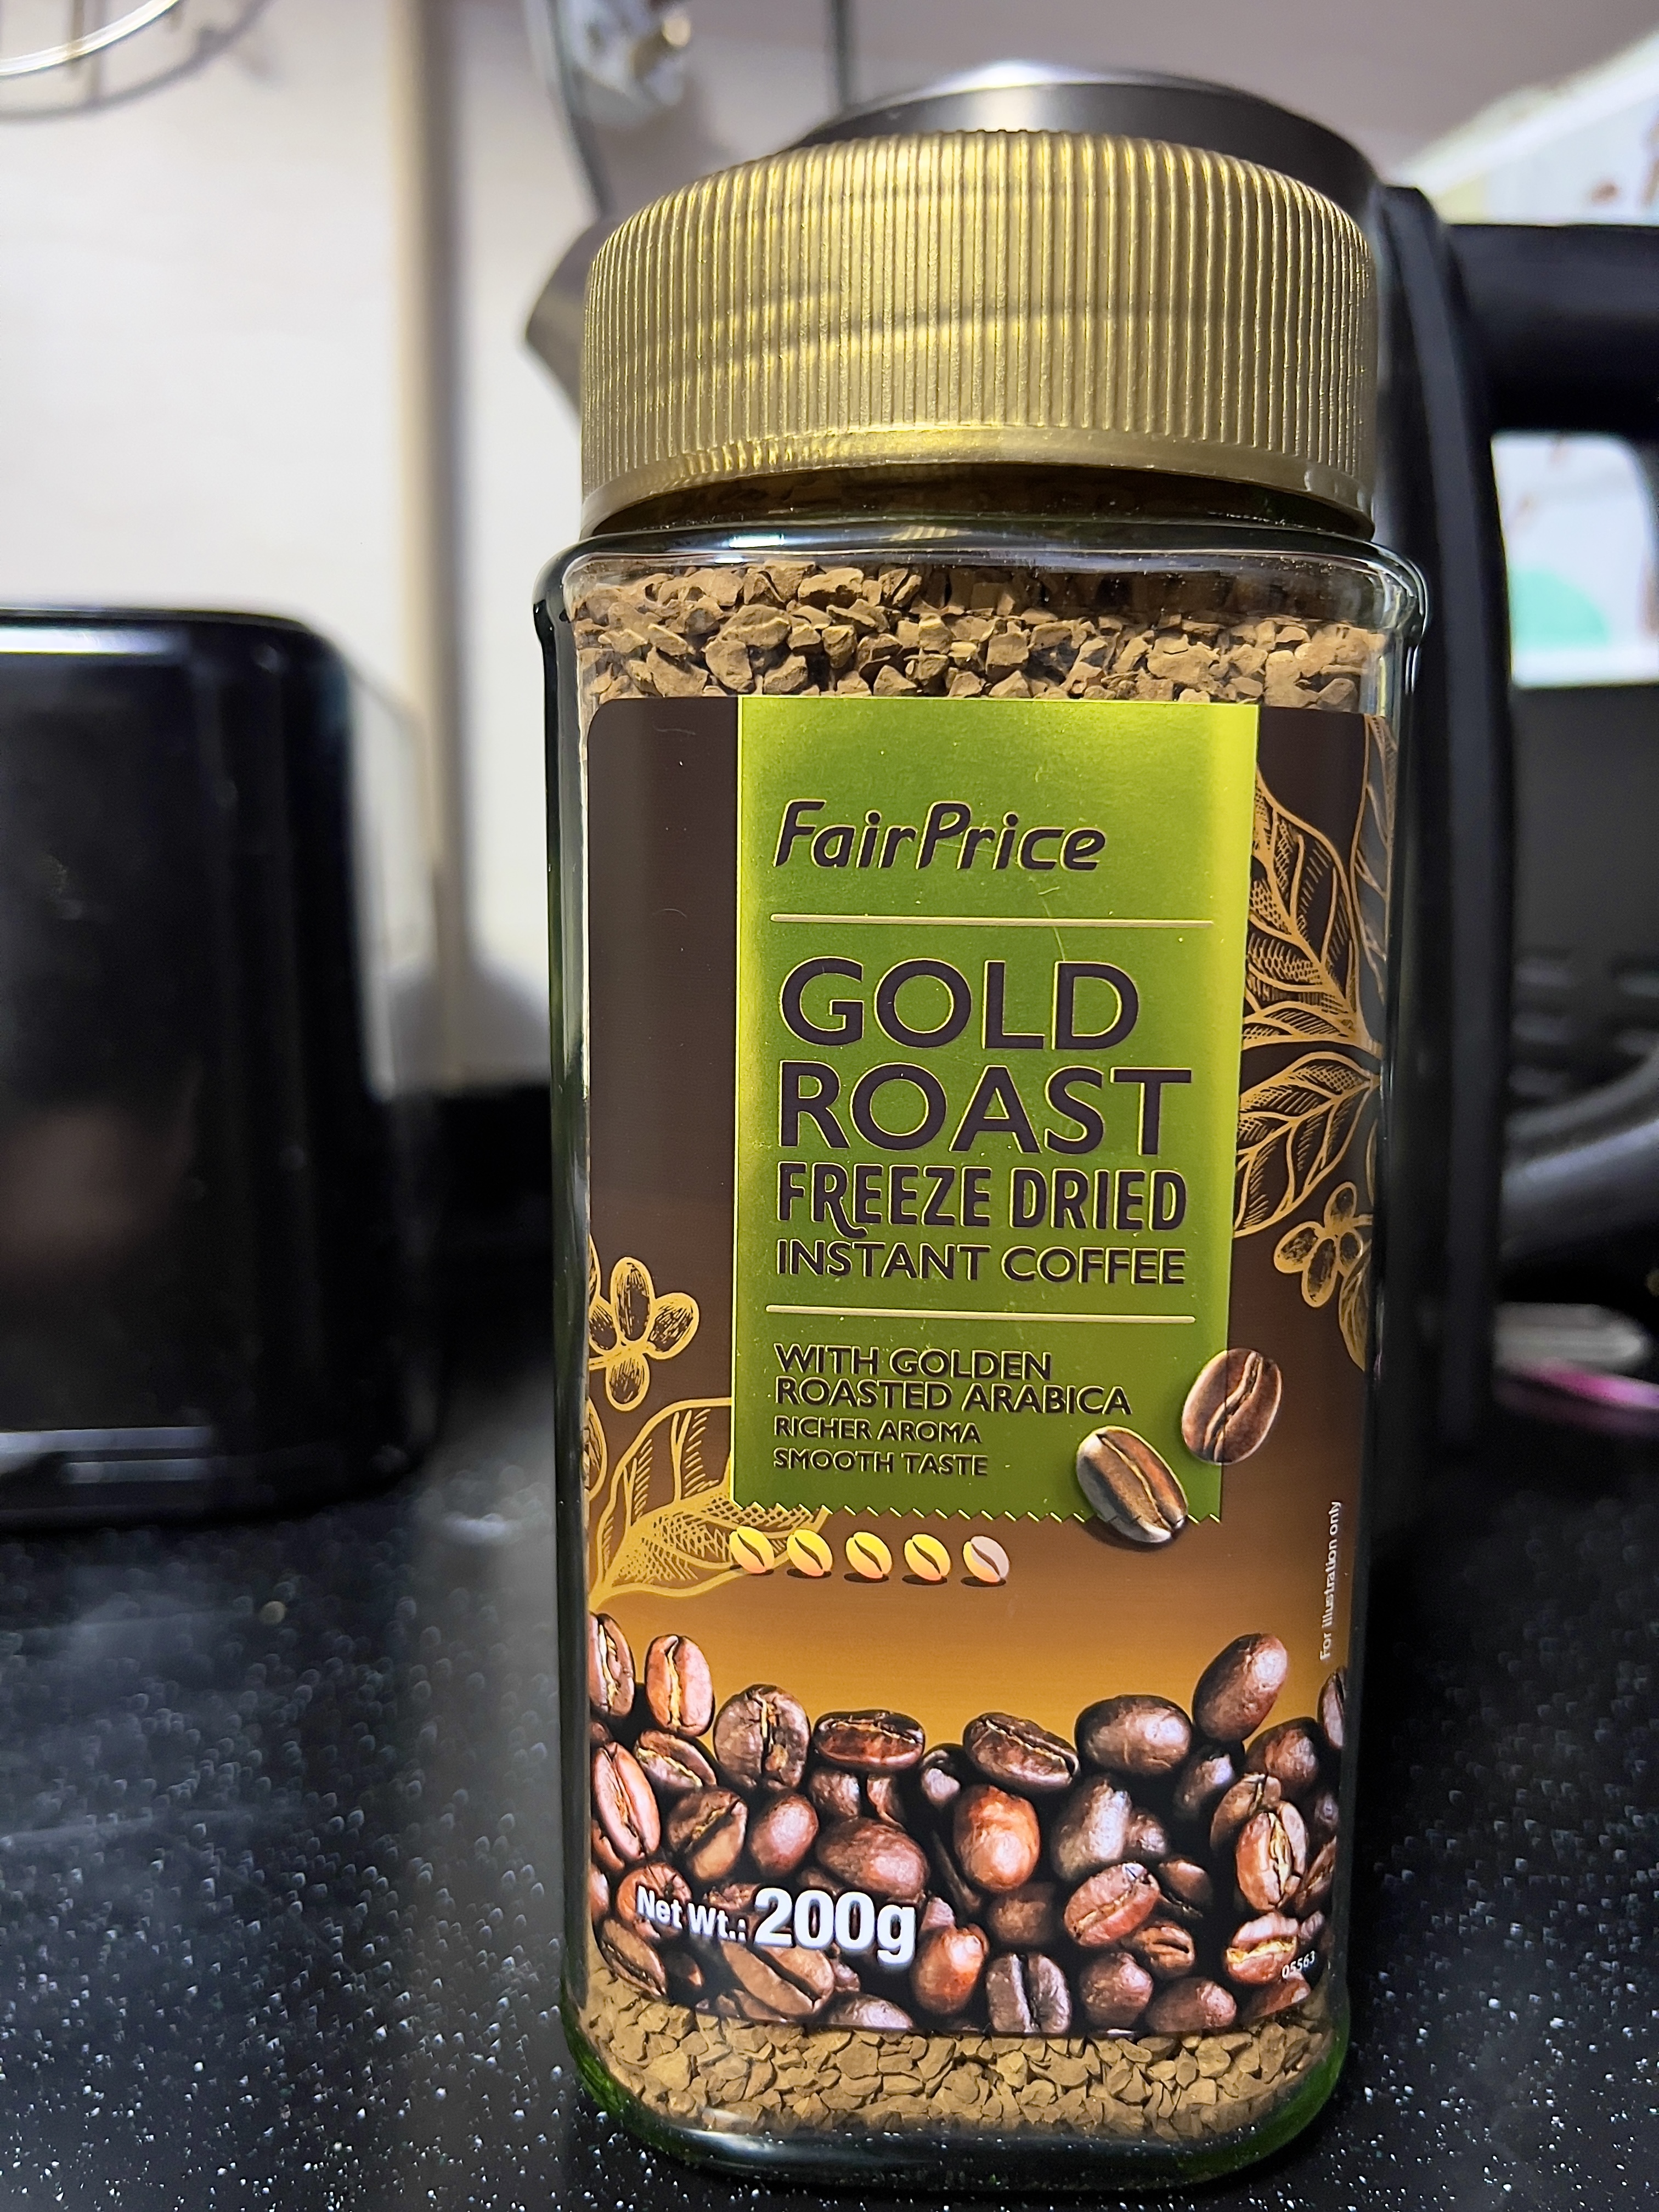 FairPrice
GOLD
ROAST
FREEZE DRIED
INSTANT COFFEE
WITH GOLDEN
ROASTED ARABICA
RICHER AROMA
SMOOTH TASTE
For illustration only
Net Wt.: 200g
05563